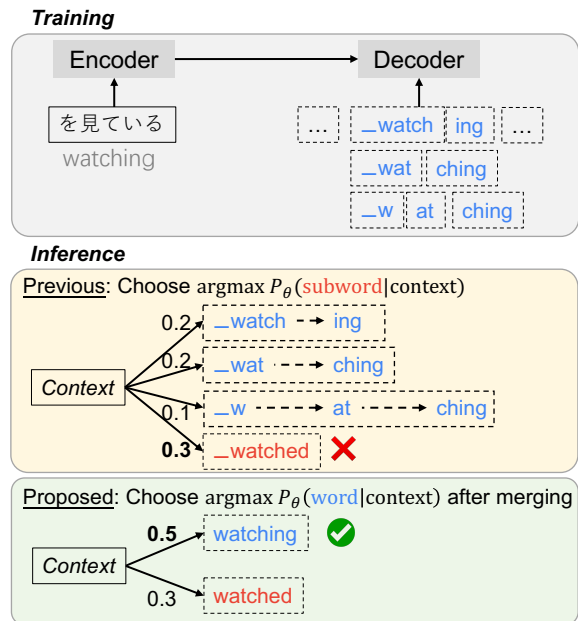 Training
Encoder
Decoder
を見ている
watching
... _watch ing ...
_wat ching
_w at ching
Inference
Previous: Choose argmax P_θ(subword|context)
0.2 _watch ing
0.2 _wat ching
Context
0.1 _w at ching
0.3 _watched
Proposed: Choose argmax P_θ(word|context) after merging
0.5 watching
Context
0.3 watched